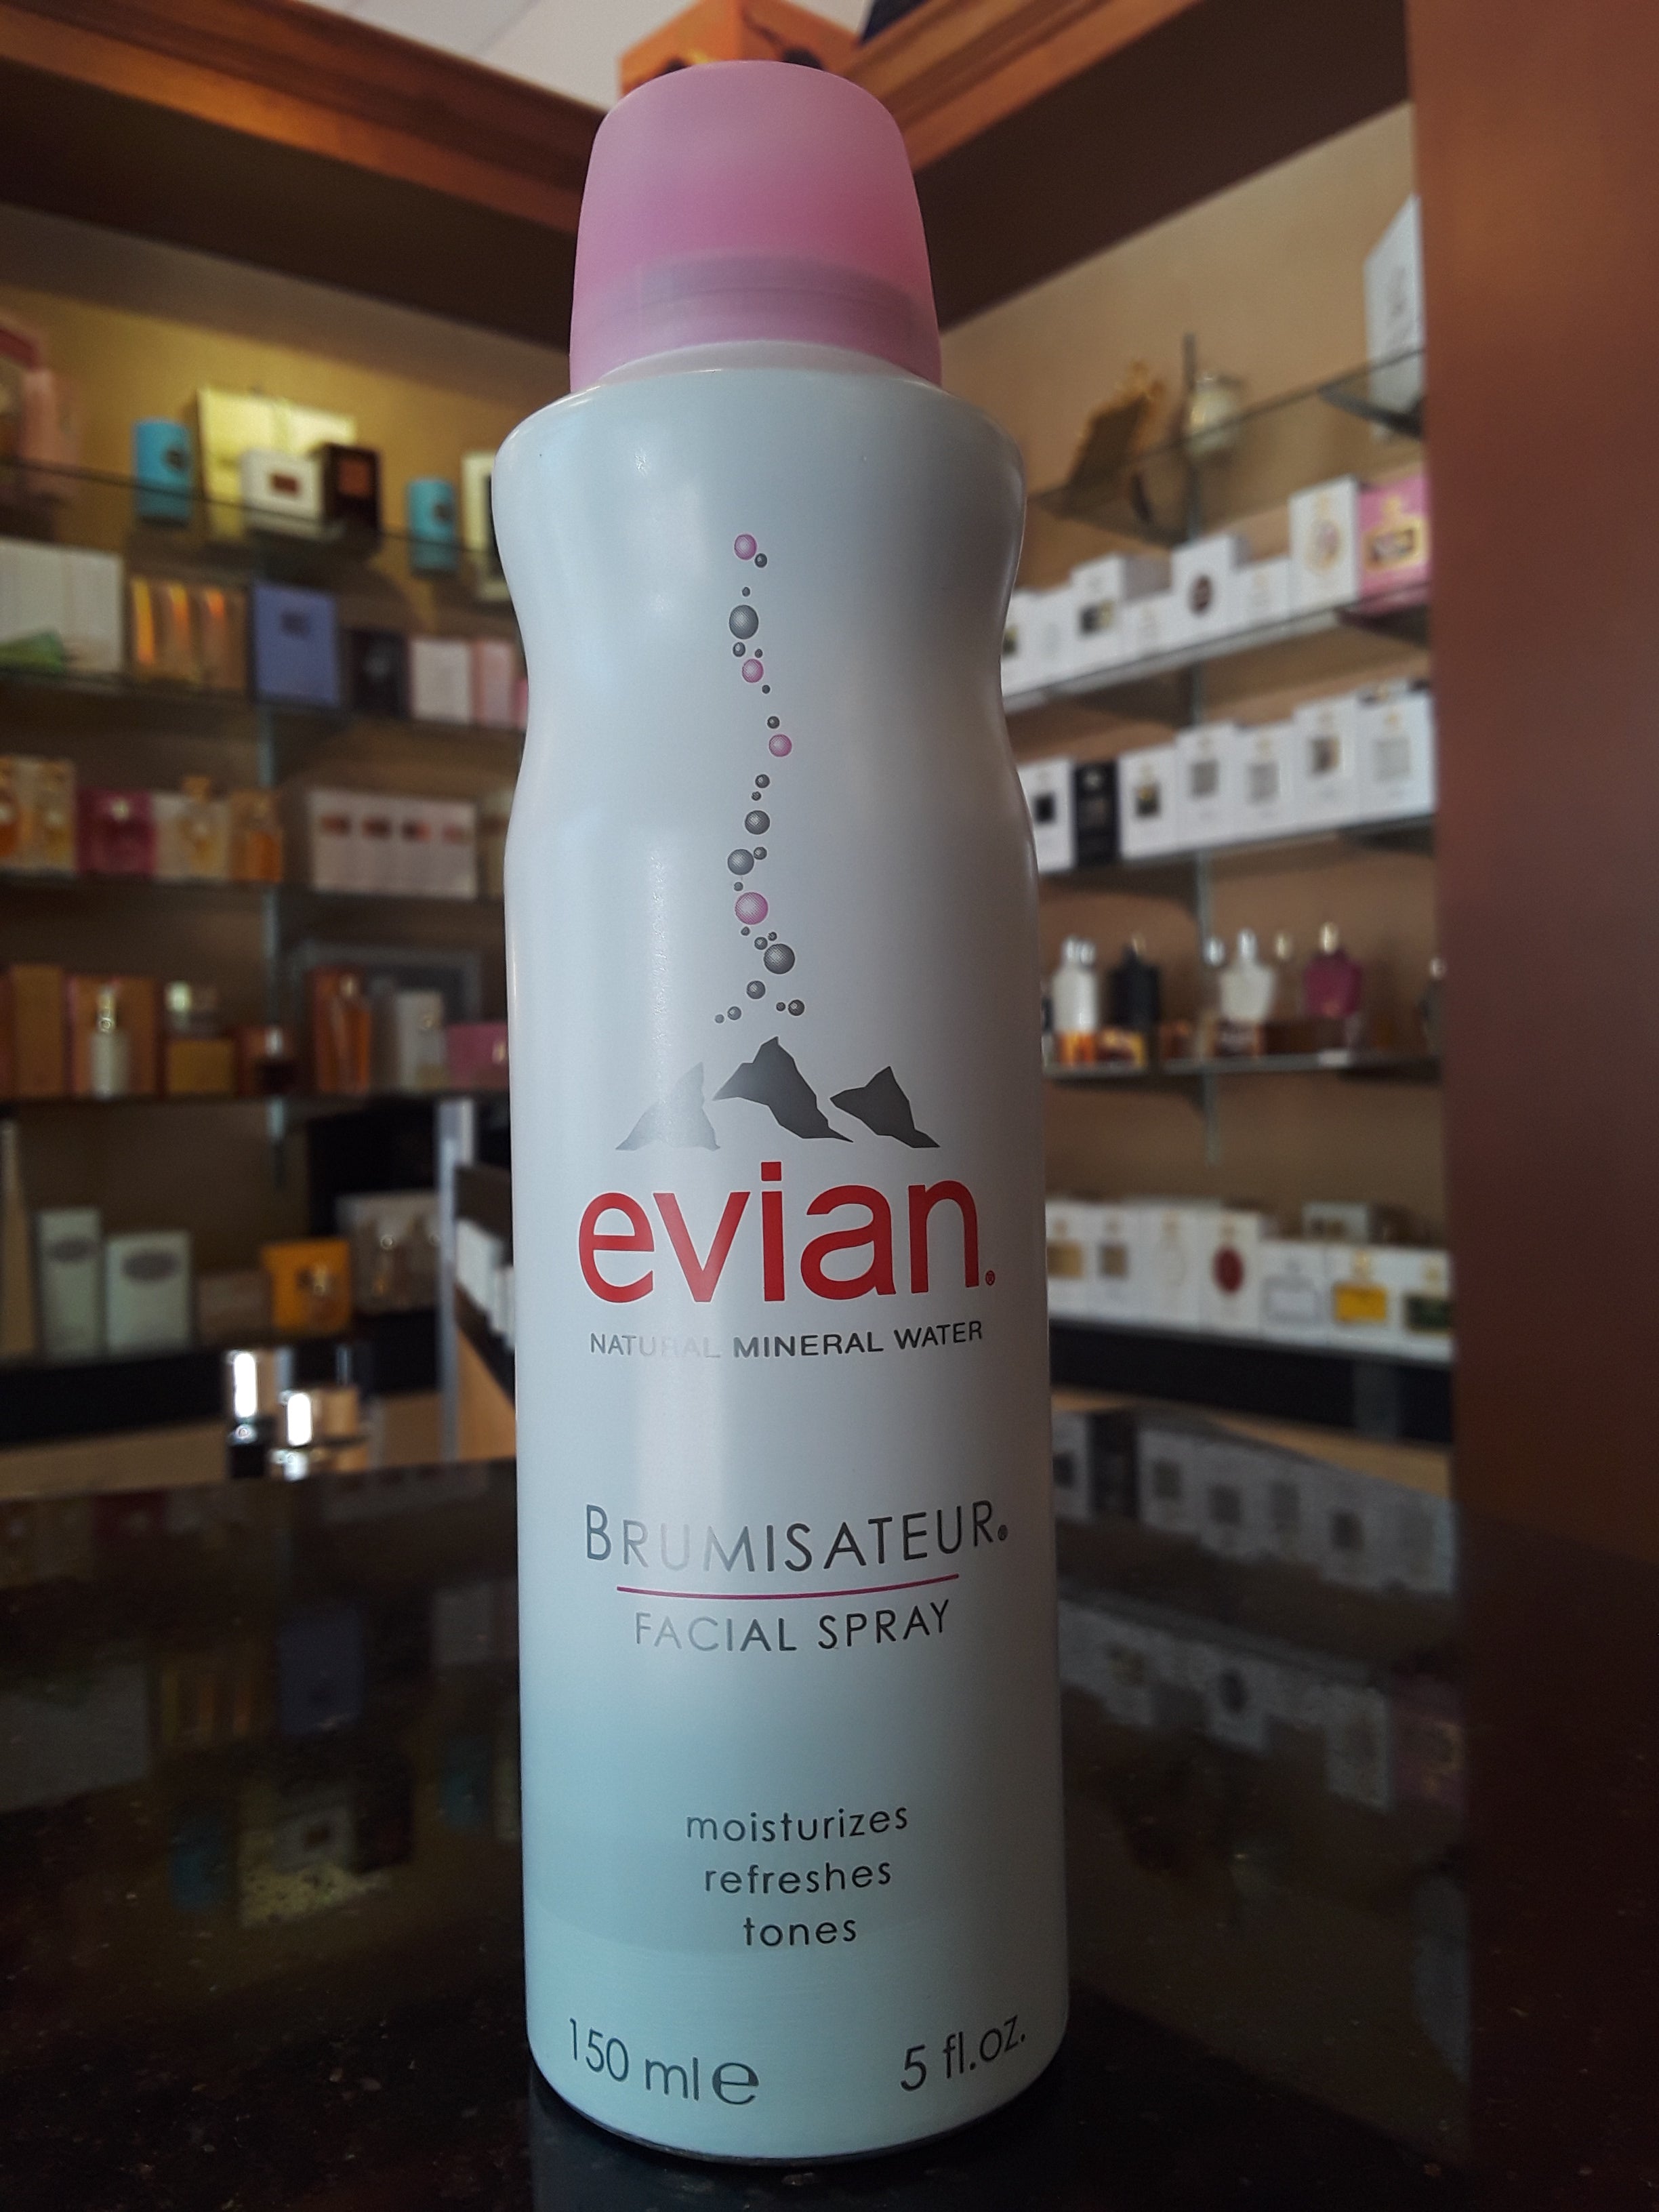 evian®
NATURAL MINERAL WATER
BRUMISATEUR®
FACIAL SPRAY
moisturizes
refreshes
tones
150 ml e 5 fl.oz.